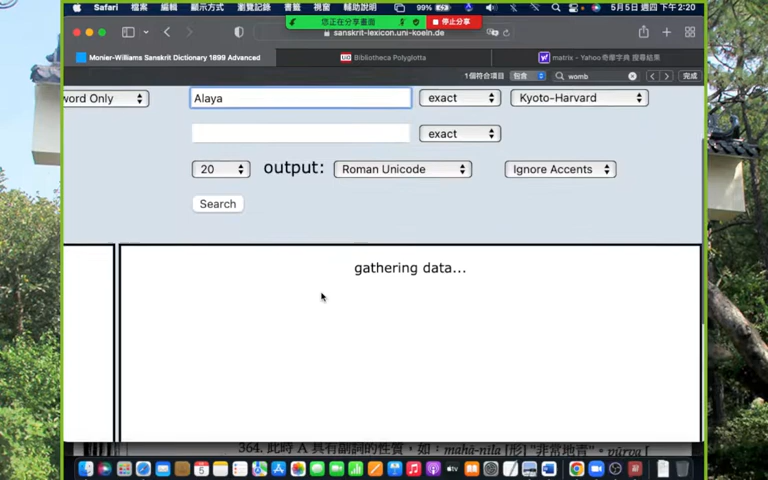 Safari 檔案 編輯 顯示方式 瀏覽記錄 書籤 視窗 輔助說明 99% 5月5日 週四 下午2:20
您正在分享畫面 停止分享
sanskrit-lexicon.uni-koeln.de
Monier-Williams Sanskrit Dictionary 1899 Advanced Bibliotheca Polyglotta matrix - Yahoo奇摩字典 搜尋結果
1個符合項目 包含 womb 完成
word Only Alaya exact Kyoto-Harvard
exact
20 output: Roman Unicode Ignore Accents
Search
gathering data...
364. 此時 A 具有副詞的性質，如：mahā-nīla [形] "非常地青"。pūrva [